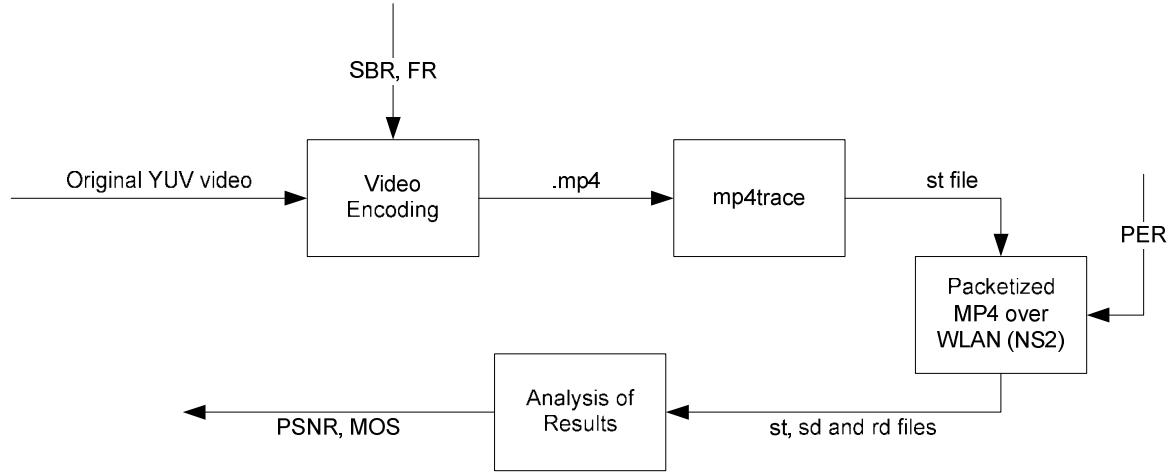 SBR, FR
Original YUV video
Video
Encoding
.mp4
mp4trace
st file
PER
Packetized
MP4 over
WLAN (NS2)
Analysis of
Results
PSNR, MOS
st, sd and rd files